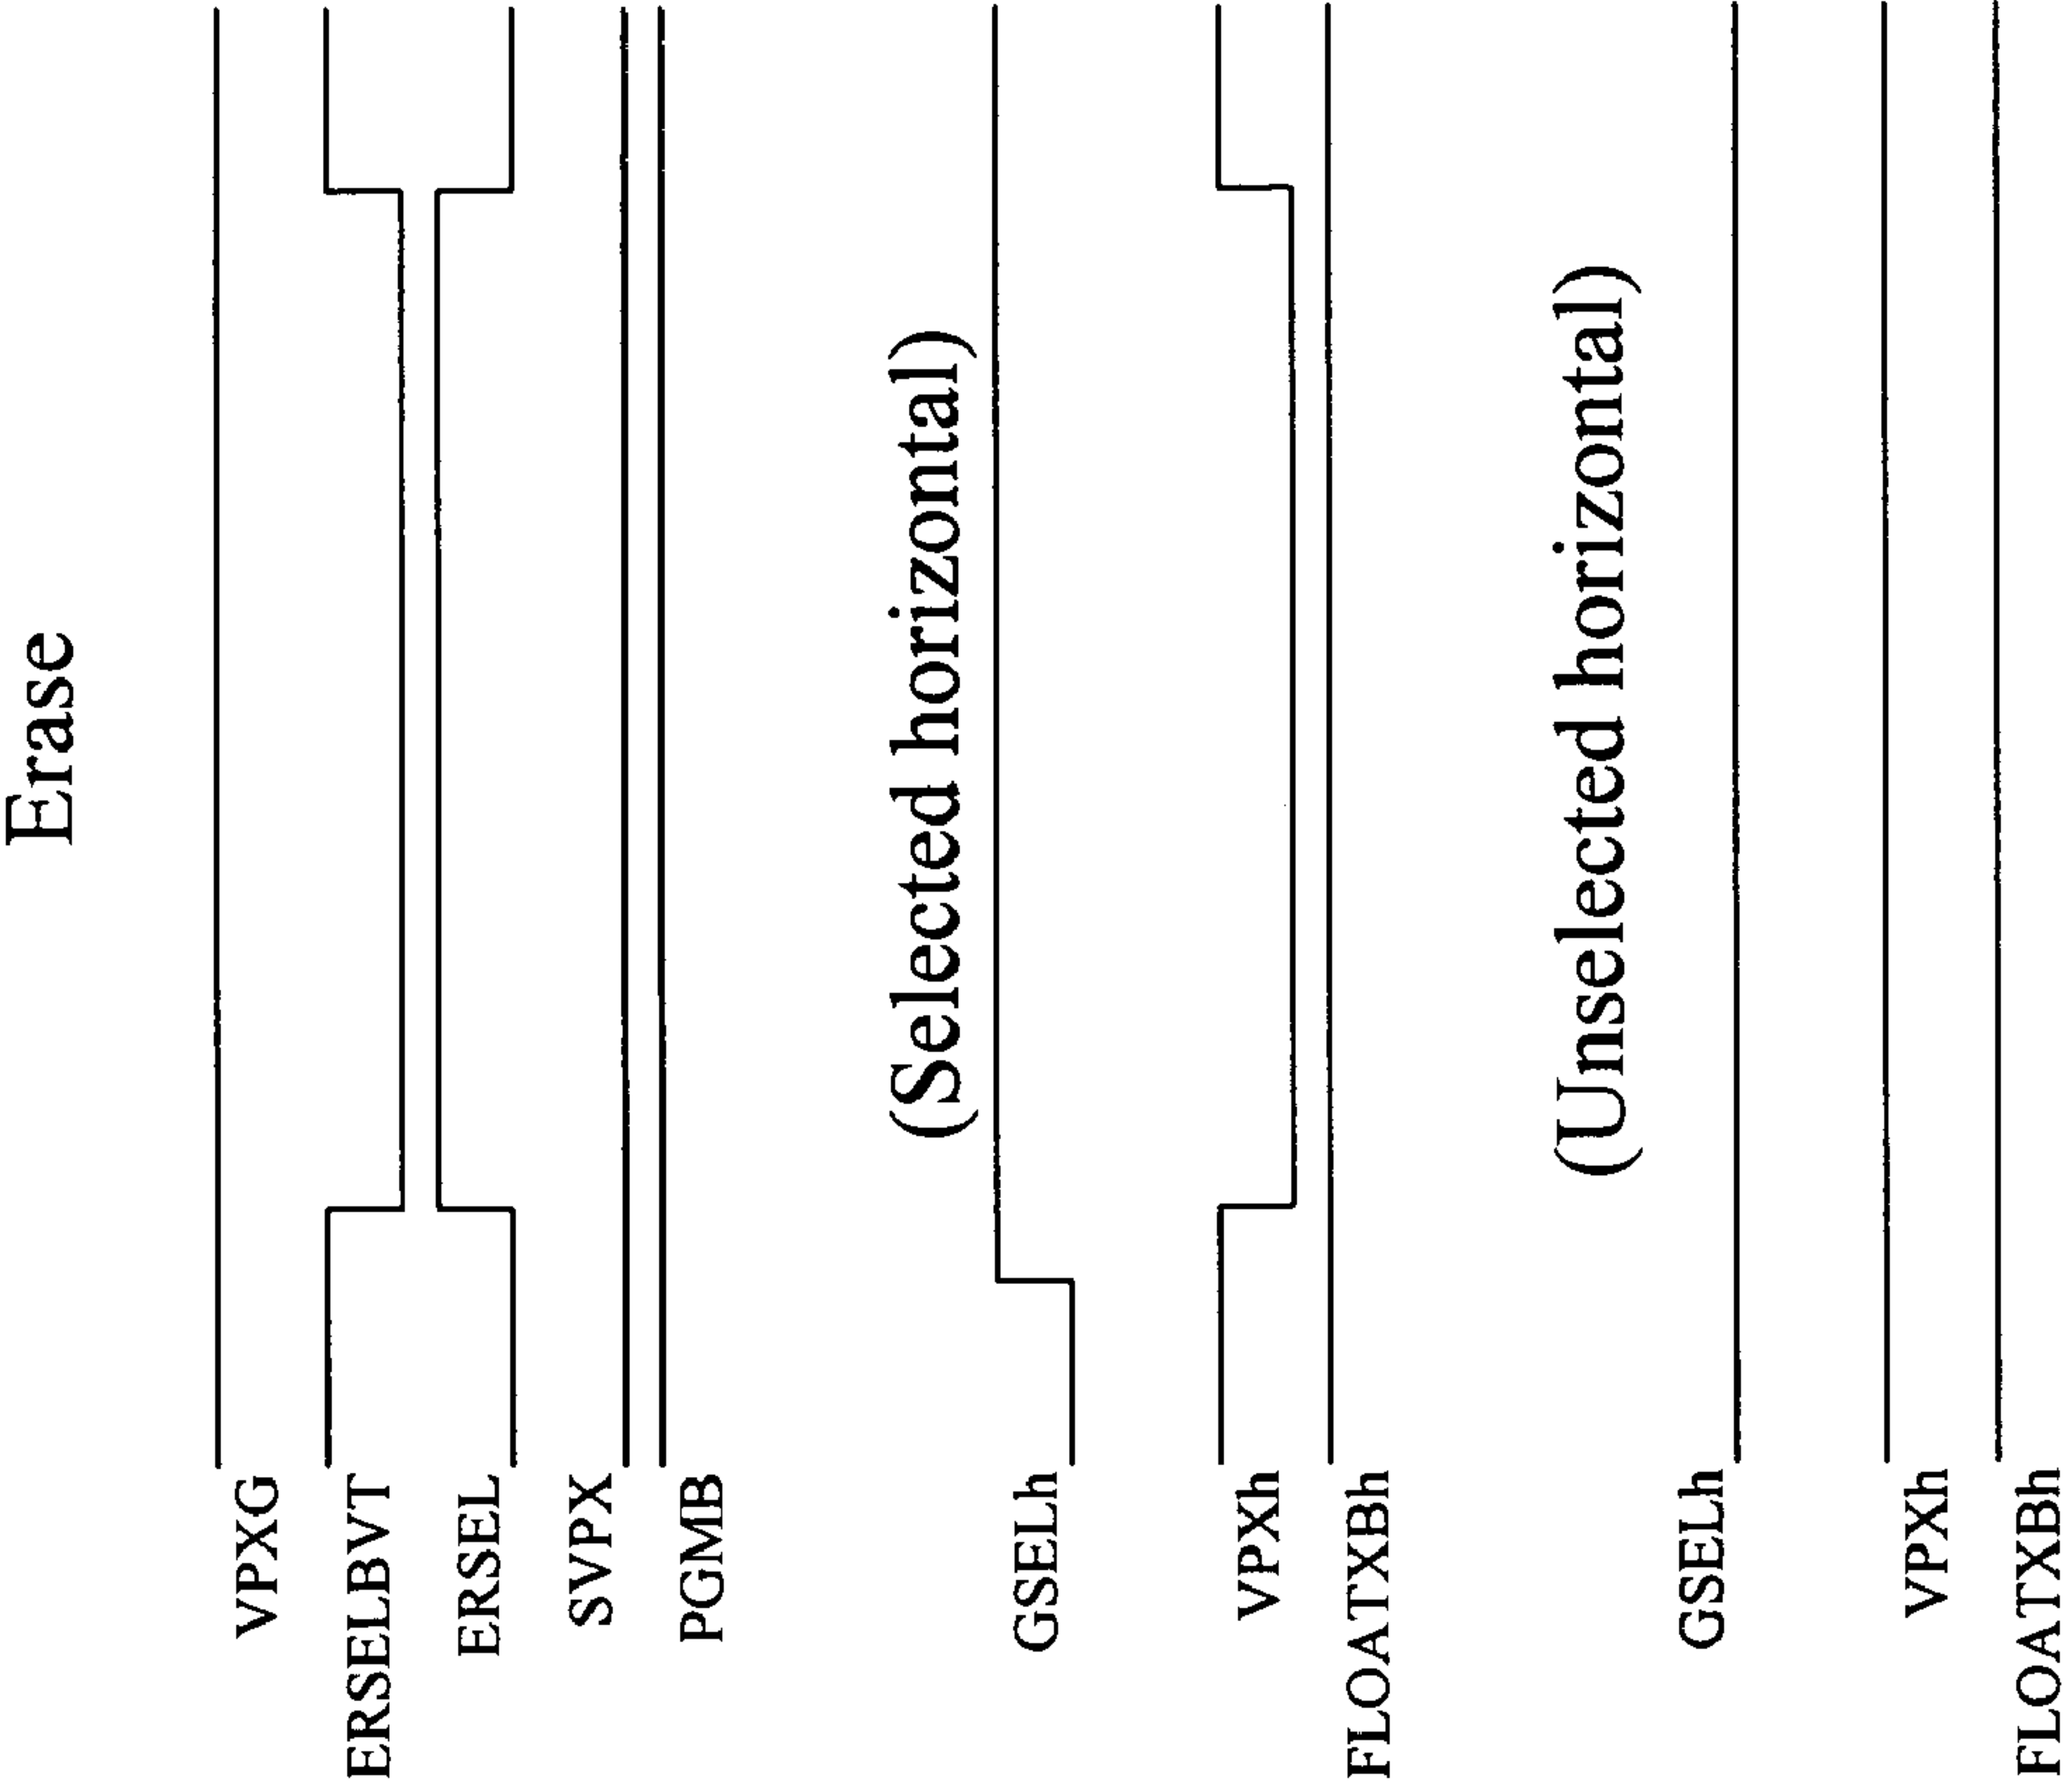 Erase
VPXG
ERSELBVT
ERSEL
SVPX
PGMB
(Selected horizontal)
GSELh
VPXh
FLOATXBh
(Unselected horizontal)
GSELh
VPXh
FLOATXBh